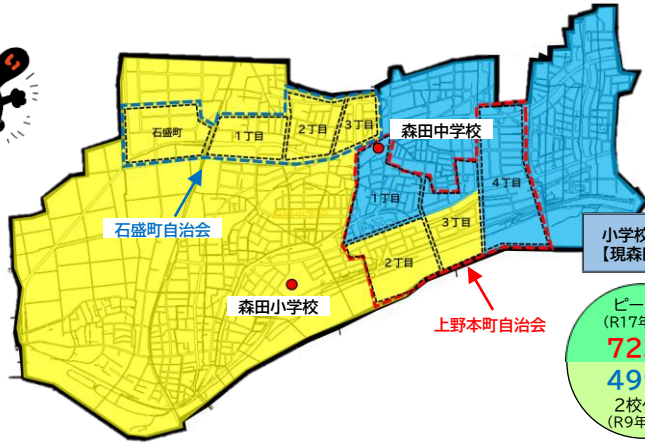 石盛町
1丁目
2丁目
3丁目
森田中学校
1丁目
4丁目
3丁目
2丁目
石盛町自治会
森田小学校
上野本町自治会
小学校
【現森
ピー
(R17年
72
49
2校
(R9年